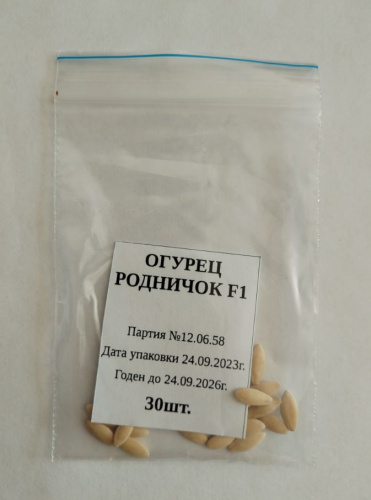 ОГУРЕЦ
РОДНИЧОК F1
Партия №12.06.58
Дата упаковки 24.09.2023г.
Годен до 24.09.2026г.
30шт.